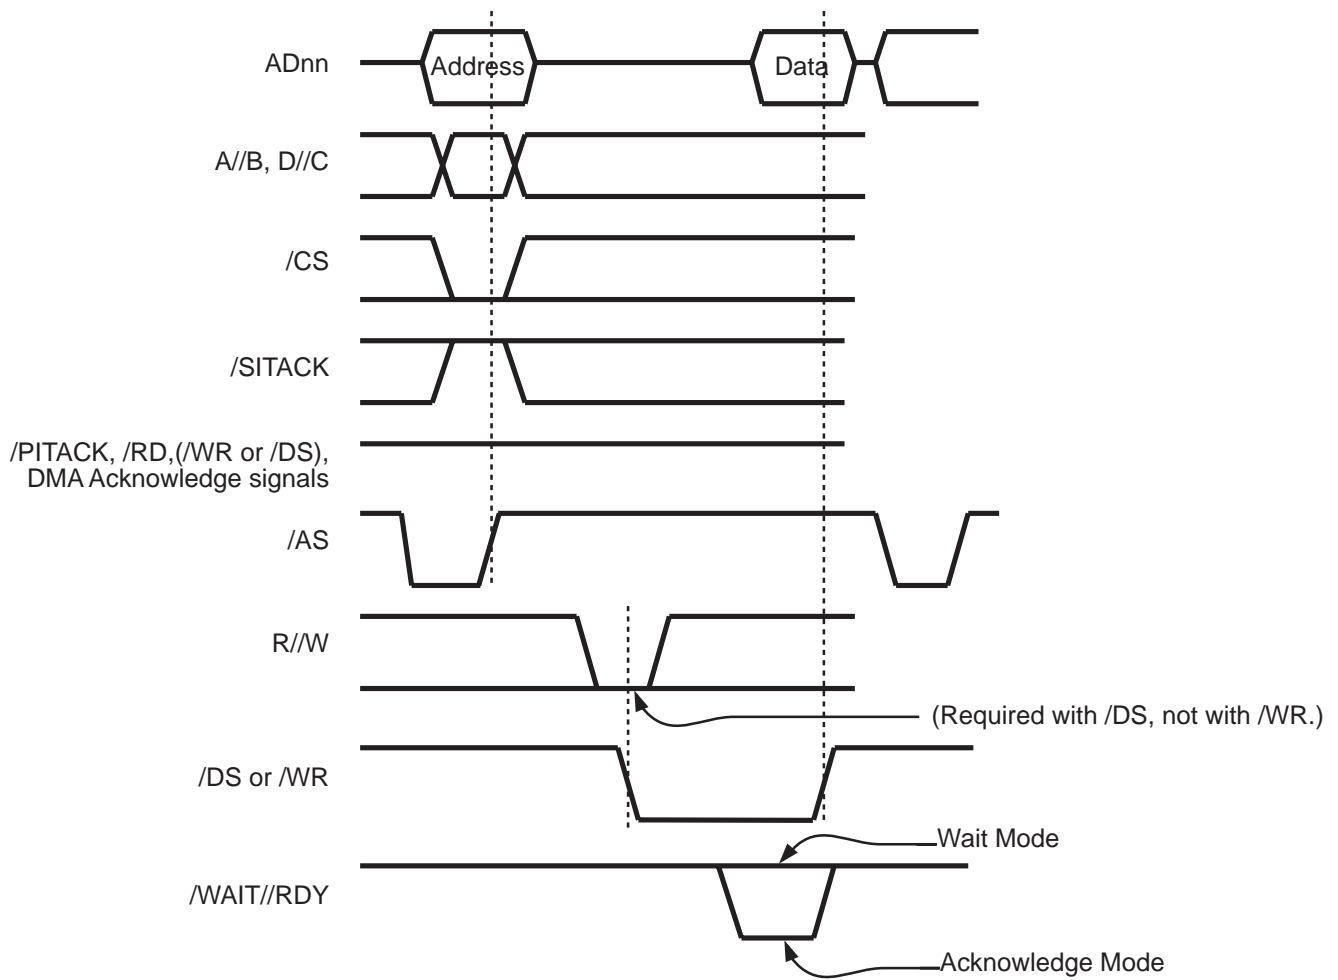 ADnn
Address
Data
A//B, D//C
/CS
/SITACK
/PITACK, /RD,(/WR or /DS),
DMA Acknowledge signals
/AS
R//W
(Required with /DS, not with /WR.)
/DS or /WR
Wait Mode
/WAIT//RDY
Acknowledge Mode